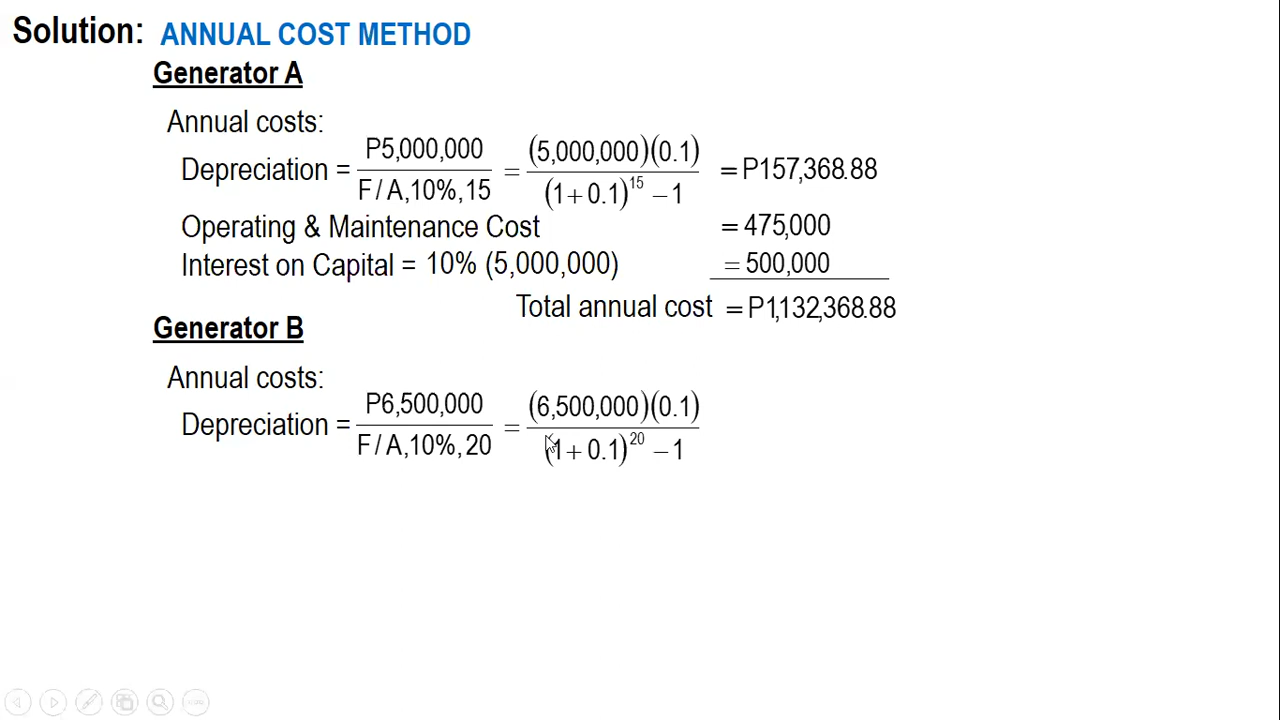 Solution: ANNUAL COST METHOD
Generator A
Annual costs:
Depreciation = P5,000,000 / F/A,10%,15 = (5,000,000)(0.1) / (1+0.1)^15 − 1 = P157,368.88
Operating & Maintenance Cost = 475,000
Interest on Capital = 10% (5,000,000) = 500,000
Total annual cost = P1,132,368.88
Generator B
Annual costs:
Depreciation = P6,500,000 / F/A,10%,20 = (6,500,000)(0.1) / (1+0.1)^20 − 1